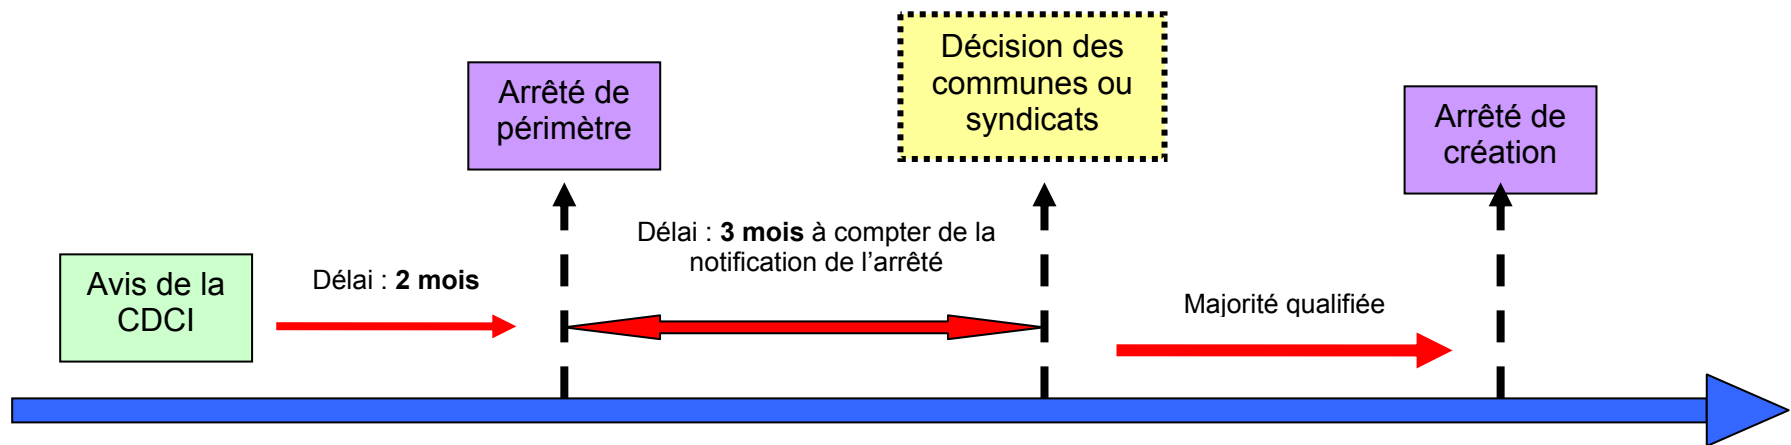 Avis de la
CDCI
Délai : 2 mois
Arrêté de
périmètre
Délai : 3 mois à compter de la
notification de l’arrêté
Décision des
communes ou
syndicats
Majorité qualifiée
Arrêté de
création